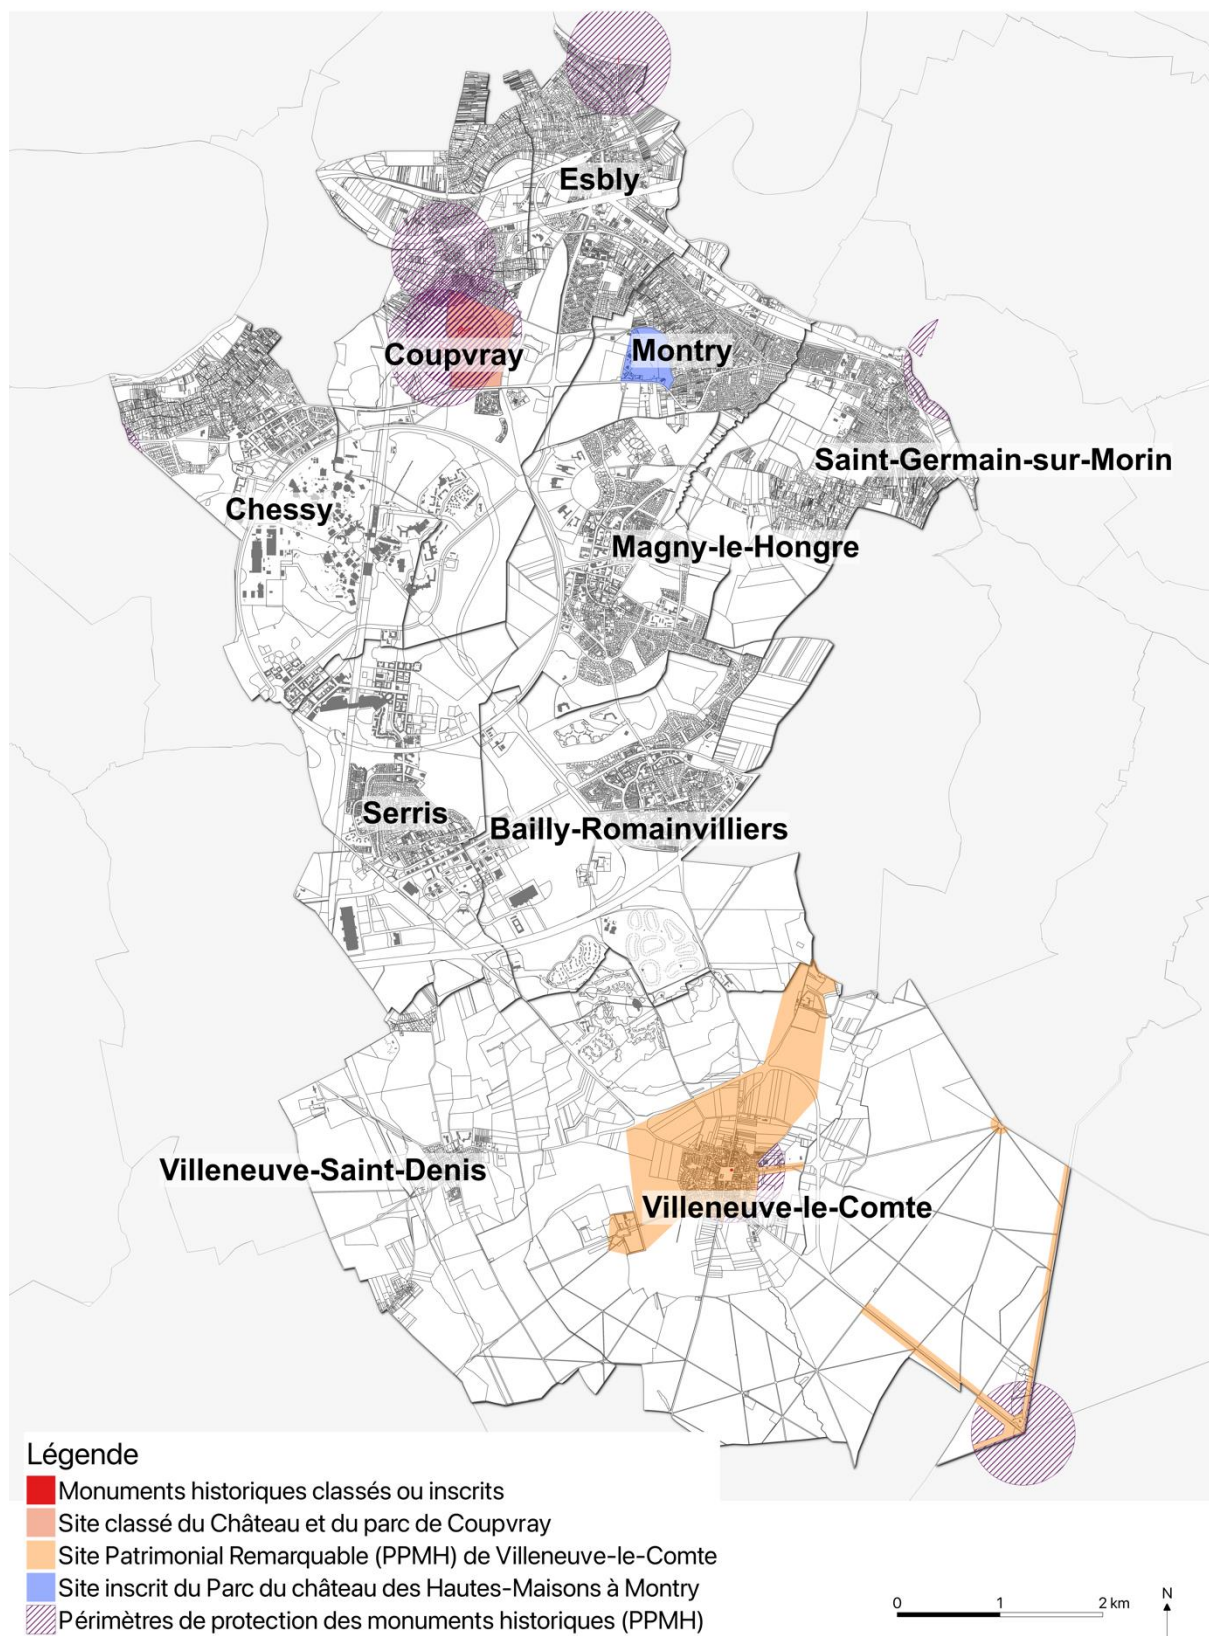 Esbly
Coupvray
Montry
Saint-Germain-sur-Morin
Chessy
Magny-le-Hongre
Serris
Bailly-Romainvilliers
Villeneuve-Saint-Denis
Villeneuve-le-Comte
Légende
Monuments historiques classés ou inscrits
Site classé du Château et du parc de Coupvray
Site Patrimonial Remarquable (PPMH) de Villeneuve-le-Comte
Site inscrit du Parc du château des Hautes-Maisons à Montry
Périmètres de protection des monuments historiques (PPMH)
0 1 2 km
N